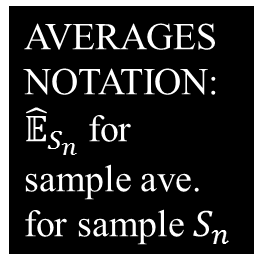 AVERAGES
NOTATION:
𝔼̂_{S_n} for
sample ave.
for sample S_n